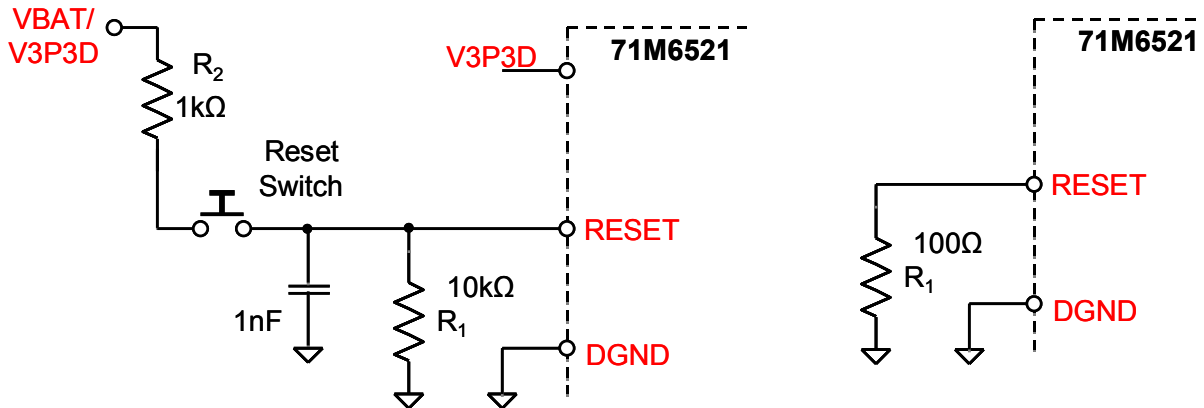 VBAT/
V3P3D
R2
1kΩ
Reset
Switch
V3P3D
71M6521
RESET
10kΩ
R1
1nF
DGND
71M6521
RESET
100Ω
R1
DGND